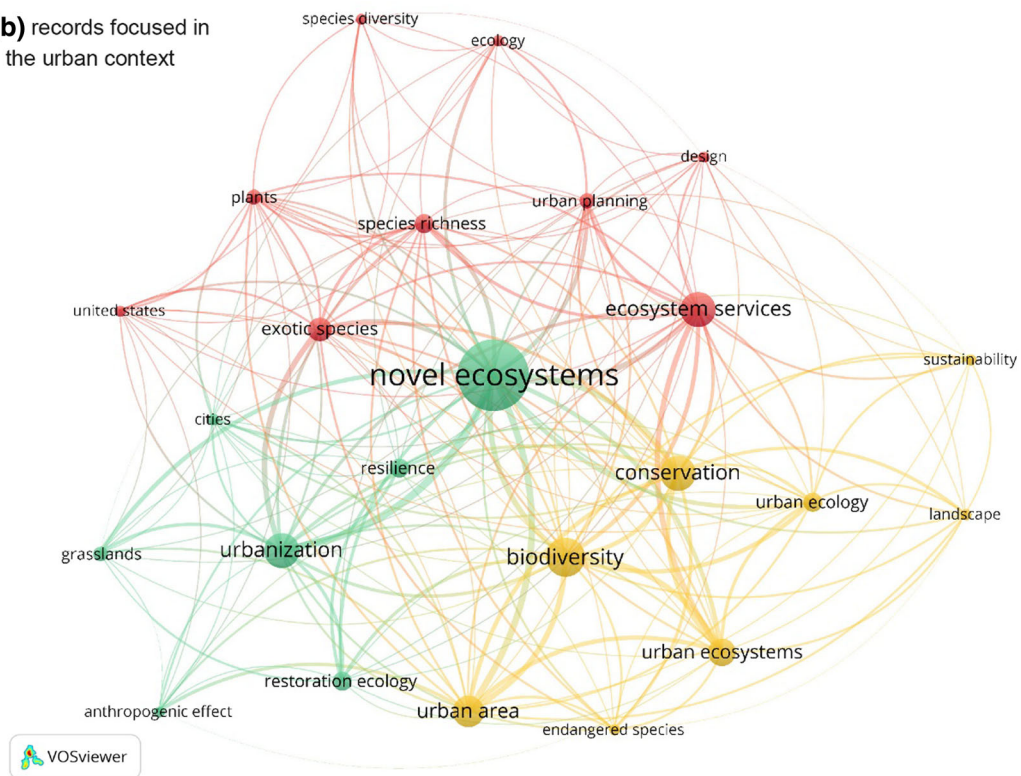 b) records focused in
the urban context
species diversity
ecology
design
plants
urban planning
species richness
united states
exotic species
ecosystem services
novel ecosystems
sustainability
cities
resilience
conservation
urban ecology
landscape
grasslands
urbanization
biodiversity
urban ecosystems
restoration ecology
anthropogenic effect
urban area
endangered species
VOSviewer